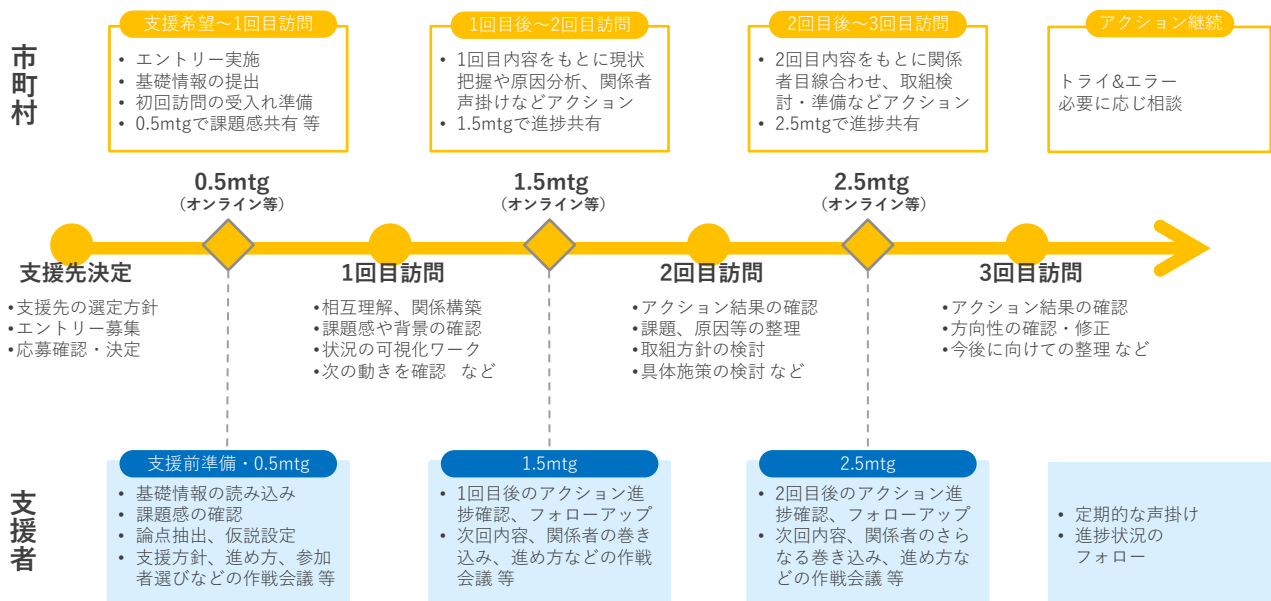 市町村
支援希望～1回目訪問
• エントリー実施
• 基礎情報の提出
• 初回訪問の受入れ準備
• 0.5mtgで課題感共有 等
1回目後～2回目訪問
• 1回目内容をもとに現状
把握や原因分析、関係者
声掛けなどアクション
• 1.5mtgで進捗共有
2回目後～3回目訪問
• 2回目内容をもとに関係
者目線合わせ、取組検
討・準備などアクション
• 2.5mtgで進捗共有
アクション継続
トライ&エラー
必要に応じ相談
0.5mtg
（オンライン等）
1.5mtg
（オンライン等）
2.5mtg
（オンライン等）
支援先決定
•支援先の選定方針
•エントリー募集
•応募確認・決定
1回目訪問
•相互理解、関係構築
•課題感や背景の確認
•状況の可視化ワーク
•次の動きを確認　など
2回目訪問
•アクション結果の確認
•課題、原因等の整理
•取組方針の検討
•具体施策の検討 など
3回目訪問
•アクション結果の確認
•方向性の確認・修正
•今後に向けての整理 など
支援者
支援前準備・0.5mtg
• 基礎情報の読み込み
• 課題感の確認
• 論点抽出、仮説設定
• 支援方針、進め方、参加
者選びなどの作戦会議 等
1.5mtg
• 1回目後のアクション進
捗確認、フォローアップ
• 次回内容、関係者の巻き
込み、進め方などの作戦
会議 等
2.5mtg
• 2回目後のアクション進
捗確認、フォローアップ
• 次回内容、関係者のさら
なる巻き込み、進め方な
どの作戦会議 等
• 定期的な声掛け
• 進捗状況の
フォロー